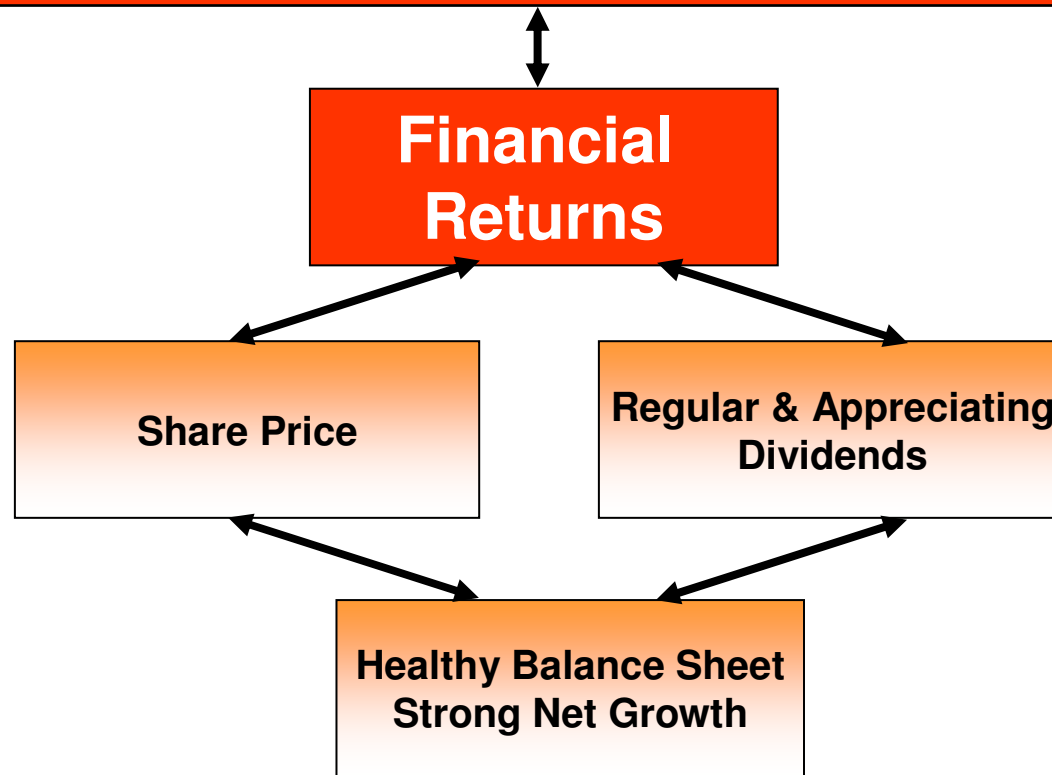 Financial
Returns
Share Price
Regular & Appreciating
Dividends
Healthy Balance Sheet
Strong Net Growth